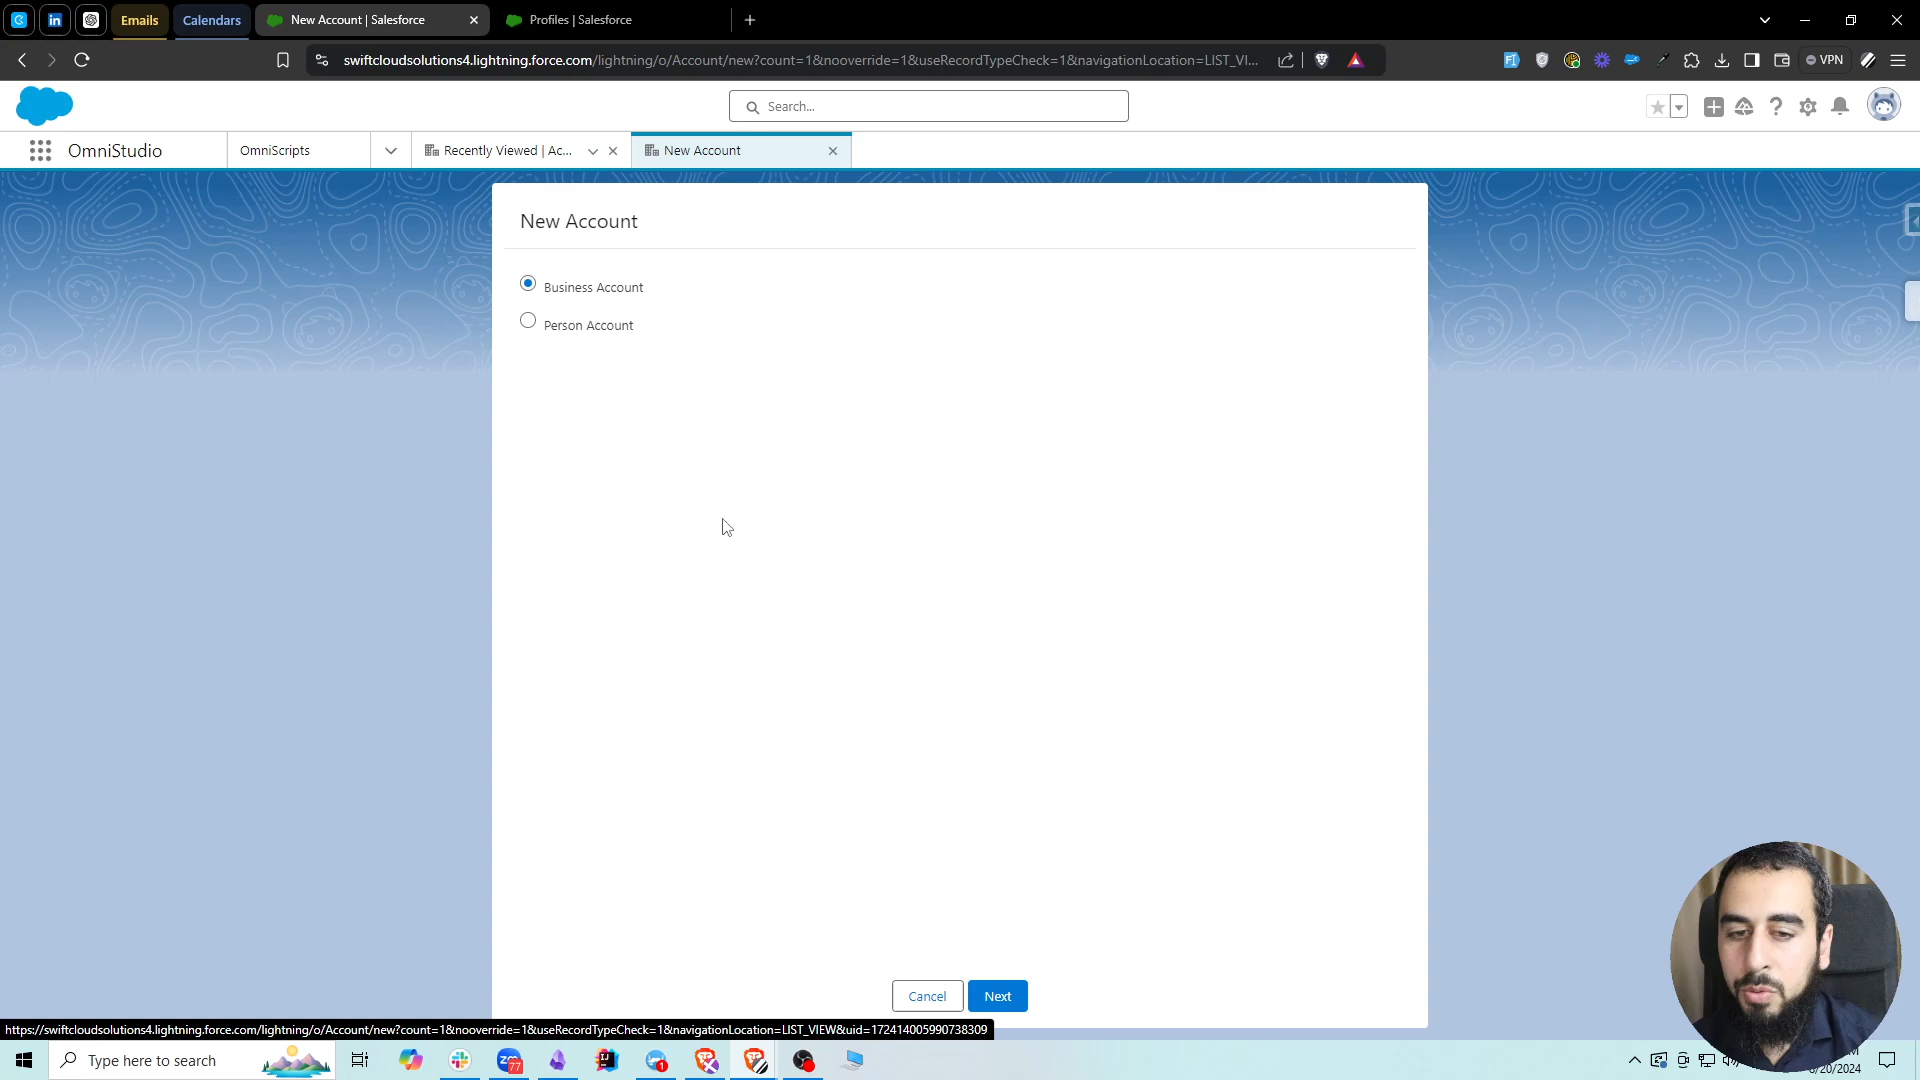 Emails
Calendars
New Account | Salesforce
Profiles | Salesforce
swiftcloudsolutions4.lightning.force.com/lightning/o/Account/new?count=1&nooverride=1&useRecordTypeCheck=1&navigationLocation=LIST_VI...
VPN
Search...
OmniStudio
OmniScripts
Recently Viewed | Ac...
New Account
New Account
Business Account
Person Account
Cancel
Next
https://swiftcloudsolutions4.lightning.force.com/lightning/o/Account/new?count=1&nooverride=1&useRecordTypeCheck=1&navigationLocation=LIST_VIEW&uid=172414005990738309
Type here to search
77
1